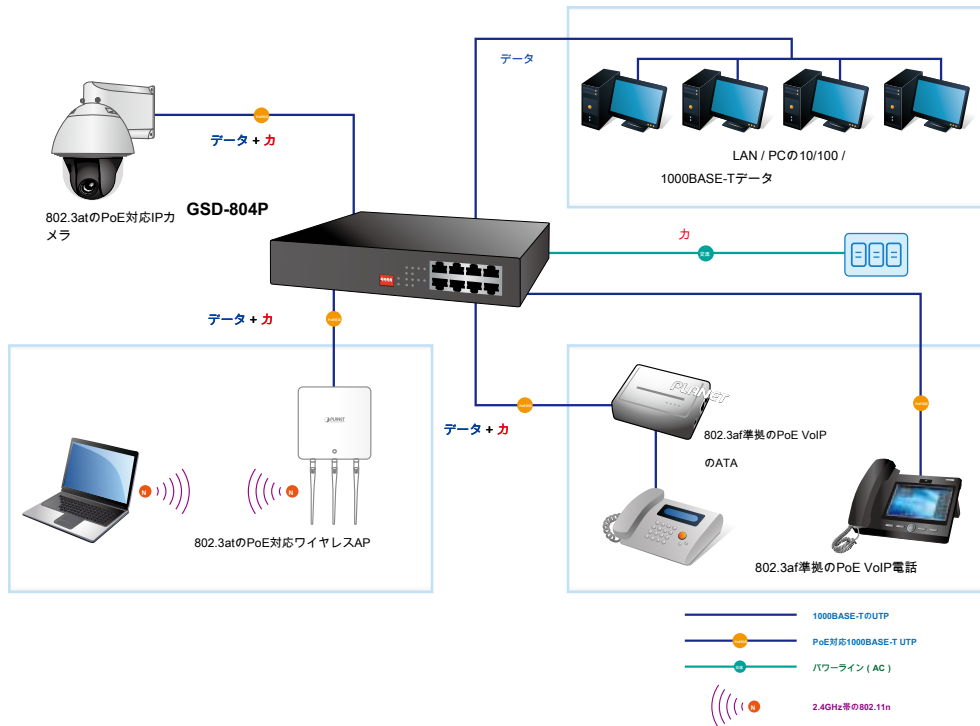 データ
LAN / PCの10/100 /
1000BASE-Tデータ
データ + 力
802.3atのPoE対応IPカ
メラ
GSD-804P
力
交流
データ + 力
PLANET
802.3af準拠のPoE VoIP
のATA
データ + 力
PLANET
N
N
802.3atのPoE対応ワイヤレスAP
802.3af準拠のPoE VoIP電話
1000BASE-TのUTP
PoE対応1000BASE-T UTP
パワーライン ( AC )
N
2.4GHz帯の802.11n